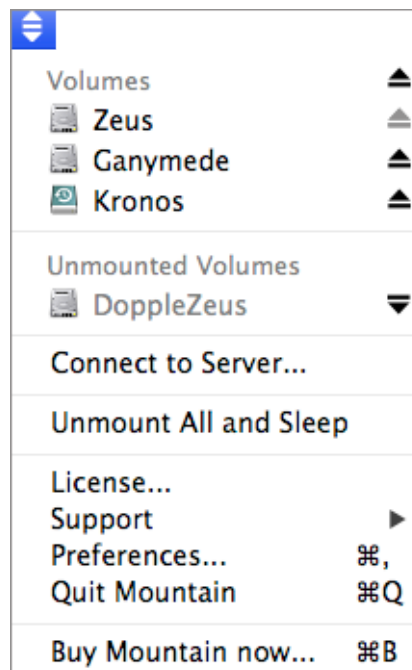 Volumes
Zeus
Ganymede
Kronos
Unmounted Volumes
DoppleZeus
Connect to Server...
Unmount All and Sleep
License...
Support
Preferences... ⌘,
Quit Mountain ⌘Q
Buy Mountain now... ⌘B